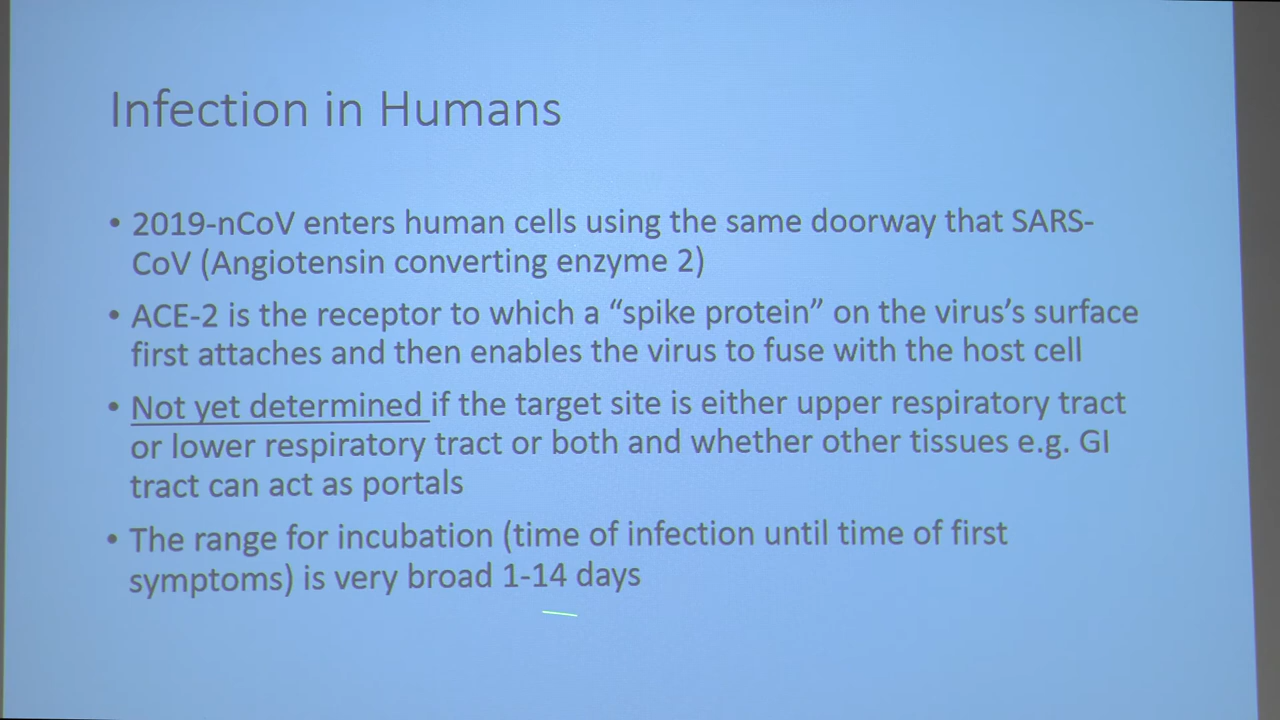 Infection in Humans
• 2019-nCoV enters human cells using the same doorway that SARS-
CoV (Angiotensin converting enzyme 2)
• ACE-2 is the receptor to which a “spike protein” on the virus’s surface
first attaches and then enables the virus to fuse with the host cell
• Not yet determined if the target site is either upper respiratory tract
or lower respiratory tract or both and whether other tissues e.g. GI
tract can act as portals
• The range for incubation (time of infection until time of first
symptoms) is very broad 1-14 days